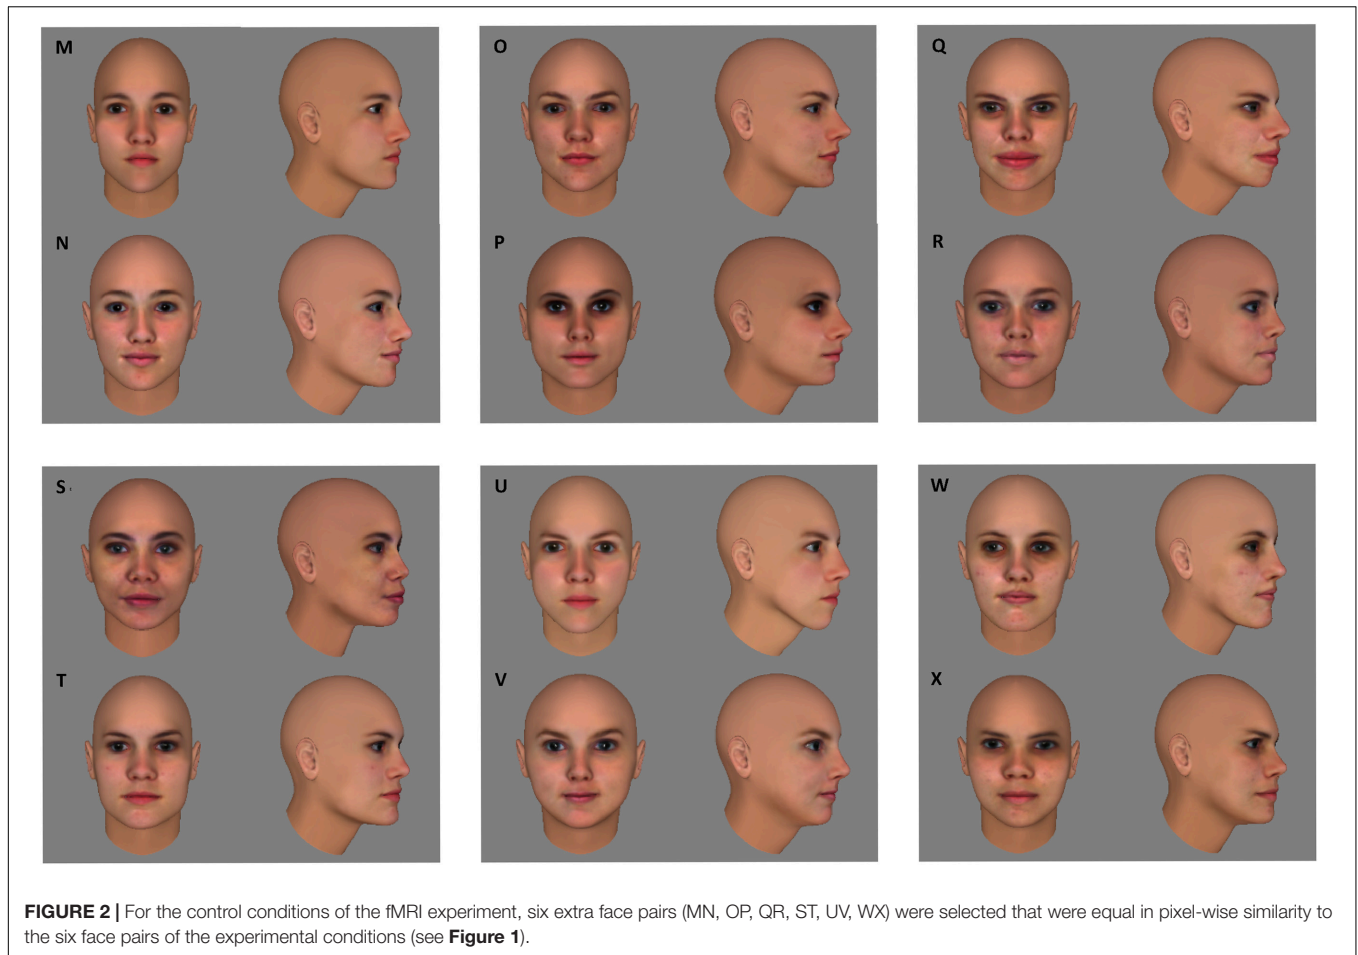 M
O
Q
N
P
R
S
U
W
T
V
X
FIGURE 2 | For the control conditions of the fMRI experiment, six extra face pairs (MN, OP, QR, ST, UV, WX) were selected that were equal in pixel-wise similarity to
the six face pairs of the experimental conditions (see Figure 1).